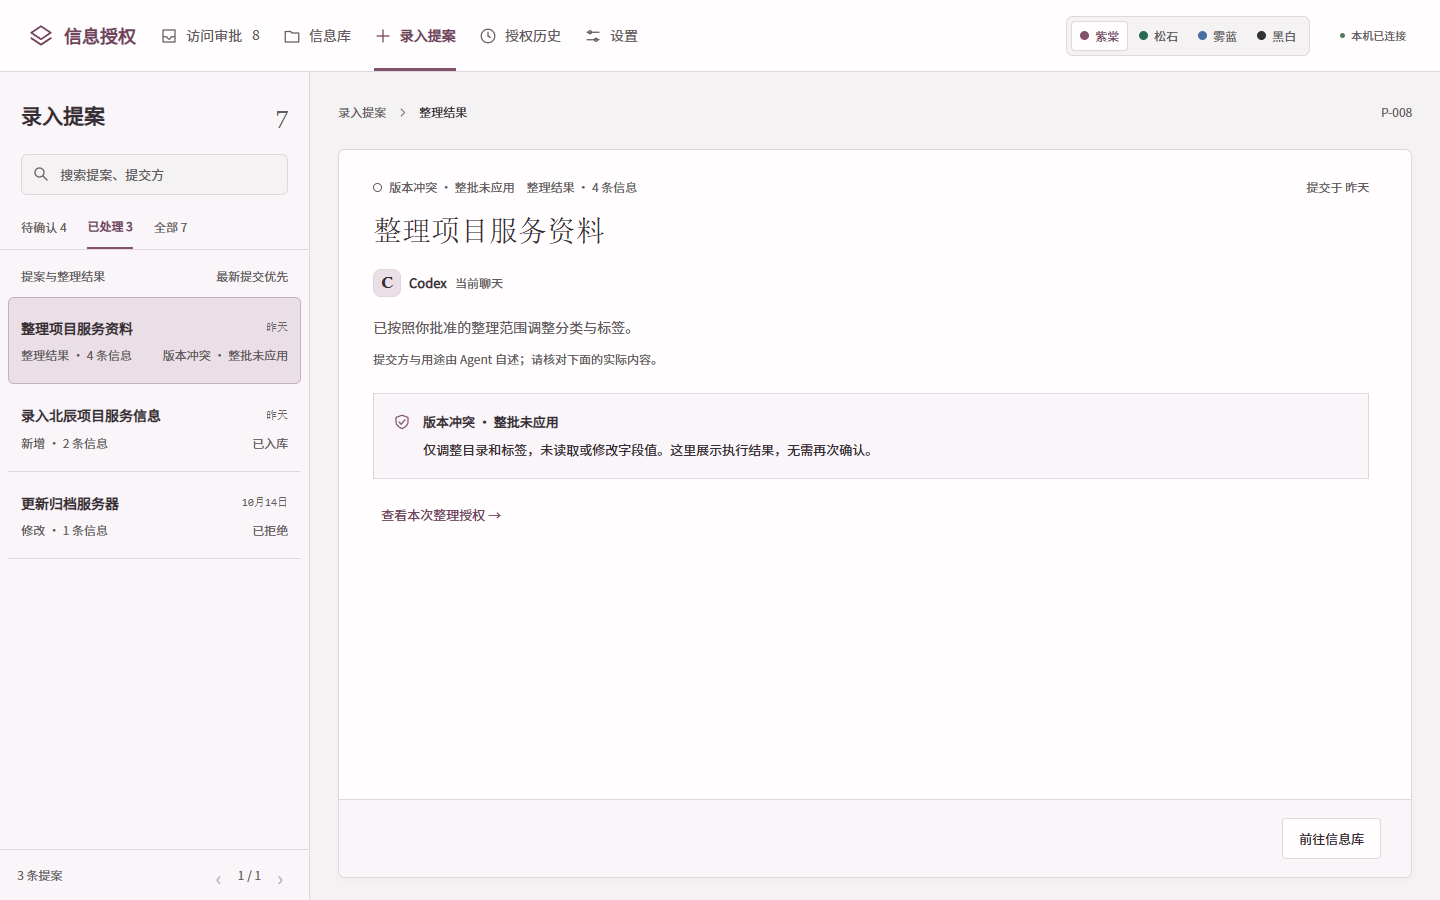 信息授权
访问审批 8
信息库
录入提案
授权历史
设置
紫棠
松石
雾蓝
黑白
本机已连接
录入提案
7
搜索提案、提交方
待确认 4
已处理 3
全部 7
提案与整理结果
最新提交优先
整理项目服务资料
昨天
整理结果 · 4 条信息
版本冲突 · 整批未应用
录入北辰项目服务信息
昨天
新增 · 2 条信息
已入库
更新归档服务器
10月14日
修改 · 1 条信息
已拒绝
3 条提案
‹ 1 / 1 ›
录入提案 › 整理结果
P-008
版本冲突 · 整批未应用 整理结果 · 4 条信息
提交于 昨天
整理项目服务资料
C Codex 当前聊天
已按照你批准的整理范围调整分类与标签。
提交方与用途由 Agent 自述；请核对下面的实际内容。
版本冲突 · 整批未应用
仅调整目录和标签，未读取或修改字段值。这里展示执行结果，无需再次确认。
查看本次整理授权 →
前往信息库